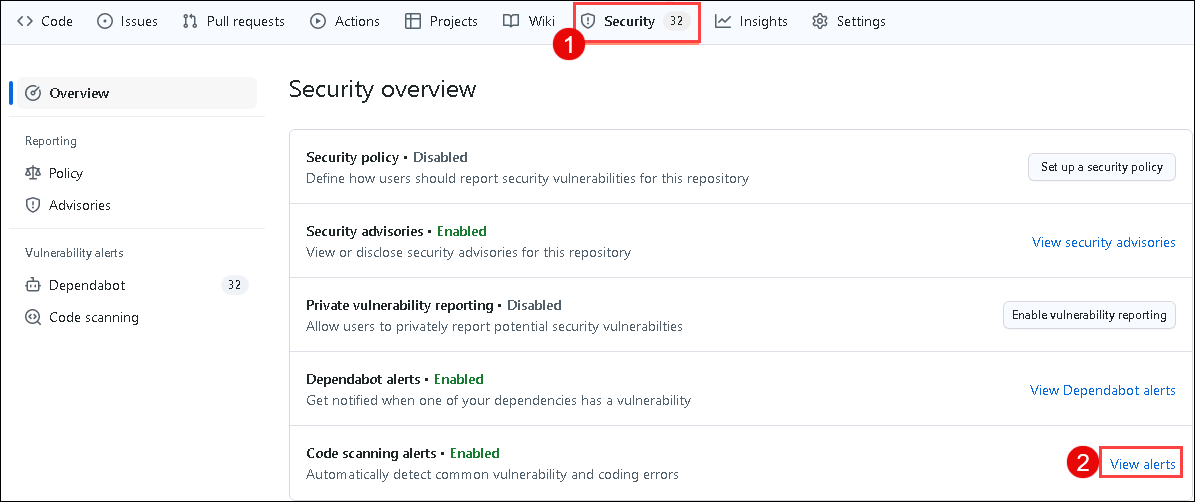 Code Issues Pull requests Actions Projects Wiki Security 32 Insights Settings
1
Overview
Reporting
Policy
Advisories
Vulnerability alerts
Dependabot 32
Code scanning
Security overview
Security policy • Disabled
Define how users should report security vulnerabilities for this repository
Set up a security policy
Security advisories • Enabled
View or disclose security advisories for this repository
View security advisories
Private vulnerability reporting • Disabled
Allow users to privately report potential security vulnerabilties
Enable vulnerability reporting
Dependabot alerts • Enabled
Get notified when one of your dependencies has a vulnerability
View Dependabot alerts
Code scanning alerts • Enabled
Automatically detect common vulnerability and coding errors
2 View alerts